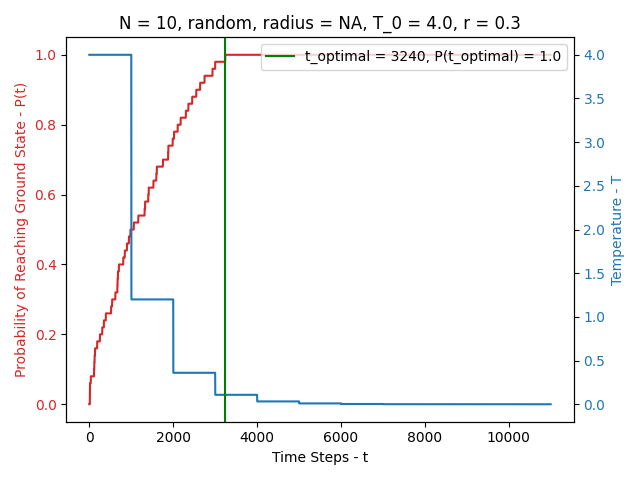 N = 10, random, radius = NA, T_0 = 4.0, r = 0.3
t_optimal = 3240, P(t_optimal) = 1.0
Probability of Reaching Ground State - P(t)
1.0
0.8
0.6
0.4
0.2
0.0
4.0
3.5
3.0
2.5
2.0
1.5
1.0
0.5
0.0
Temperature - T
0 2000 4000 6000 8000 10000
Time Steps - t